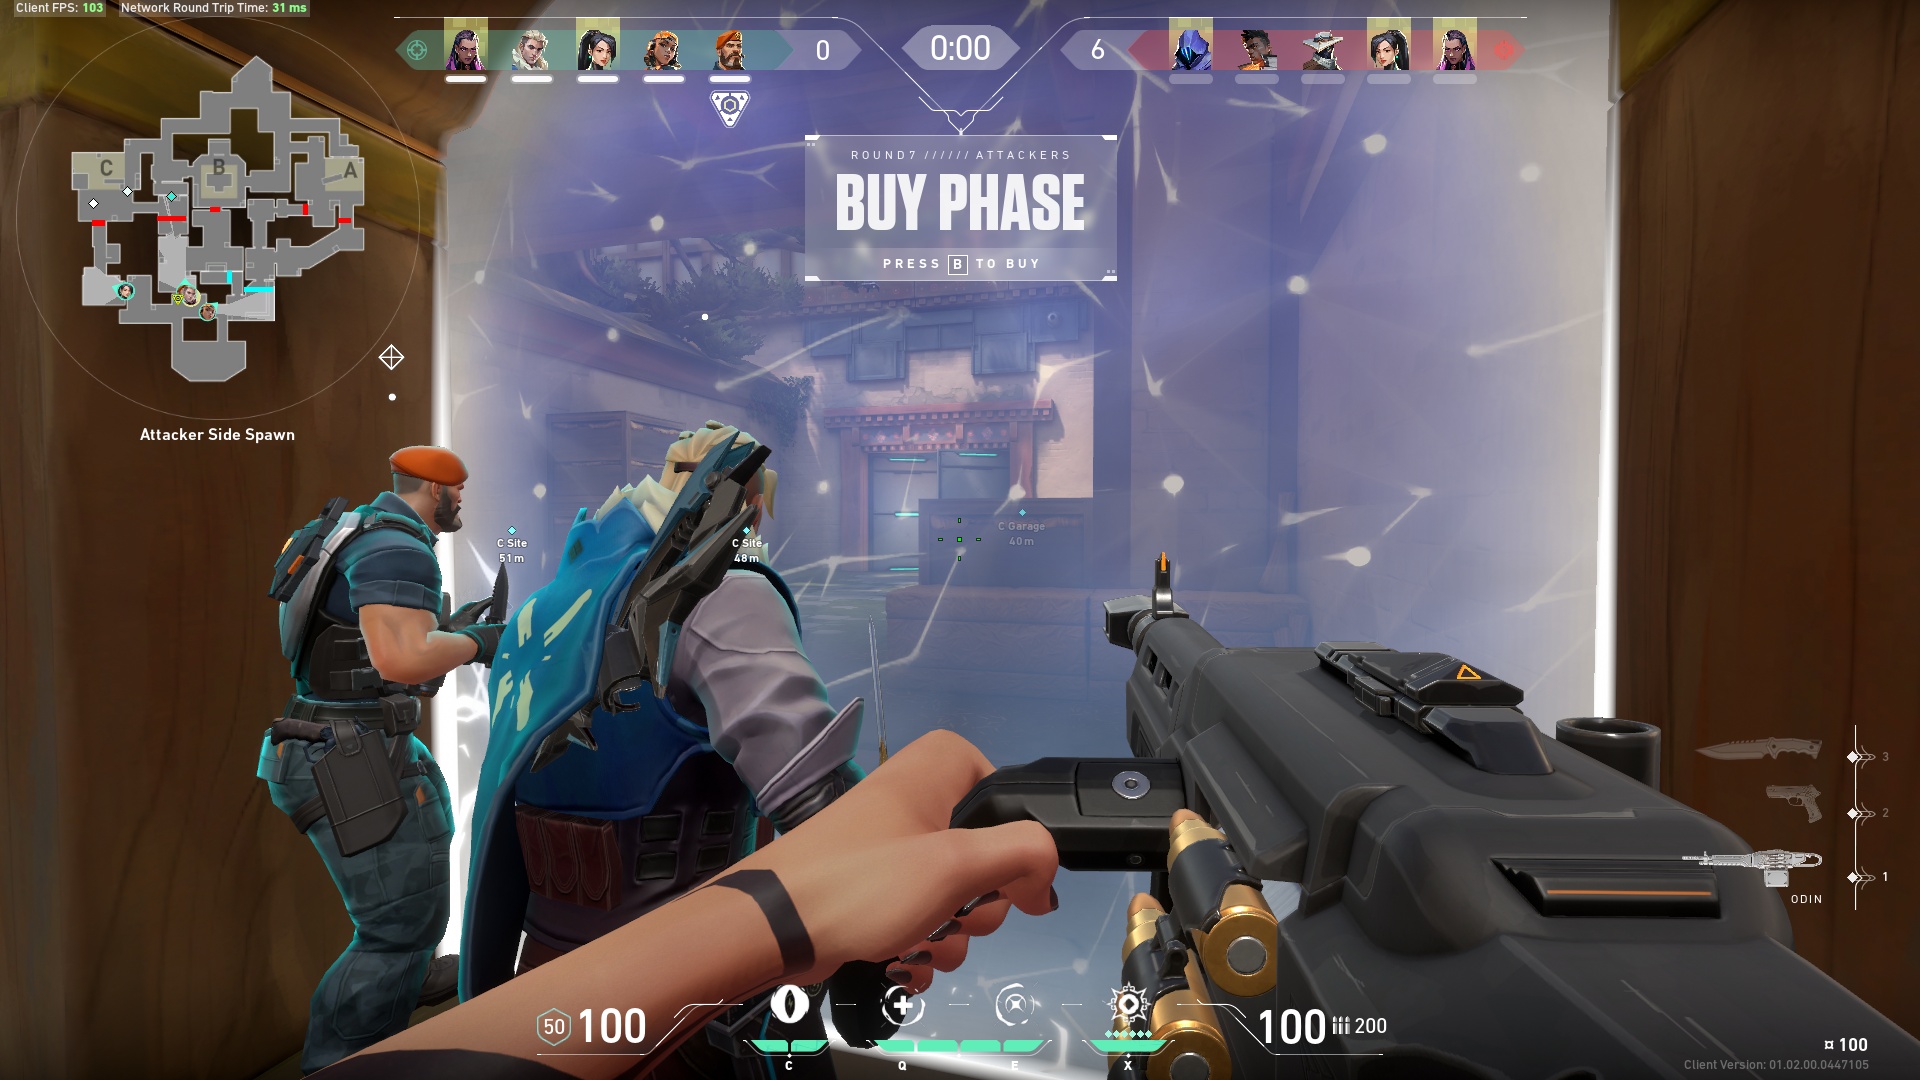 Client FPS: 103 Network Round Trip Time: 31 ms
0 0:00 6
ROUND 7 ////// ATTACKERS
BUY PHASE
PRESS B TO BUY
C B A
Attacker Side Spawn
C Site
51 m
C Site
48 m
C Garage
40 m
3
2
1
ODIN
50 100
C Q E X
100 200
¤ 100
Client Version: 01.02.00.0447105